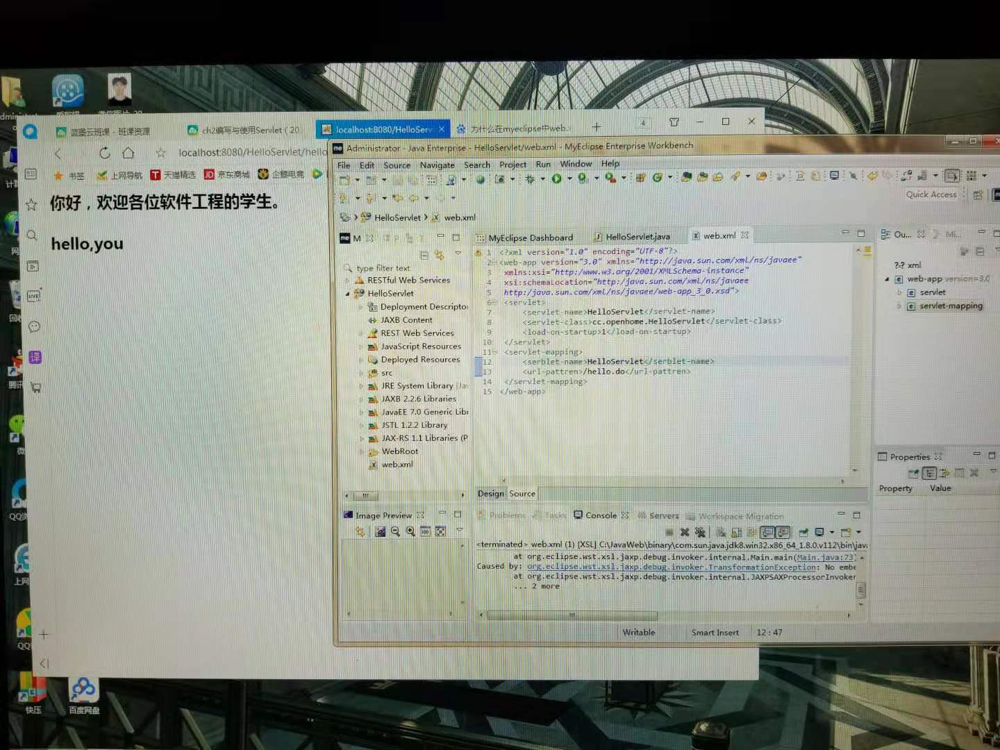 蓝墨云班课 - 班课资源
ch2编写与使用Servlet ( 20
localhost:8080/HelloServ
为什么在myeclipse中web.
4
localhost:8080/HelloServlet/hello
书签
上网导航
天猫精选
京东商城
企鹅电竞
你好，欢迎各位软件工程的学生。
hello,you
Administrator - Java Enterprise - HelloServlet/web.xml - MyEclipse Enterprise Workbench
File Edit Source Navigate Search Project Run Window Help
Quick Access
HelloServlet
web.xml
M
type filter text
RESTful Web Services
HelloServlet
Deployment Descripto
JAXB Content
REST Web Services
JavaScript Resources
Deployed Resources
src
JRE System Library (Ja
JAXB 2.2.6 Libraries
JavaEE 7.0 Generic Libr
JSTL 1.2.2 Library
JAX-RS 1.1 Libraries (P
WebRoot
web.xml
MyEclipse Dashboard
HelloServlet.java
web.xml
1 <?xml version="1.0" encoding="UTF-8"?>
2 <web-app version="3.0" xmlns="http://java.sun.com/xml/ns/javaee"
3 xmlns:xsi="http:/www.w3.org/2001/XMLSchema-instance"
4 xsi:schemaLocation="http:/java.sun.com/xml/ns/javaee
5 http:/java.sun.com/xml/ns/javaee/web-app_3_0.xsd">
6 <servlet>
7 <servlet-name>HelloServlet</servlet-name>
8 <servlet-class>cc.openhome.HelloServlet</servlet-class>
9 <load-on-startup>1</load-on-startup>
10 </servlet>
11 <servlet-mapping>
12 <serblet-name>HelloServlet</serblet-name>
13 <url-pattren>/hello.do</url-pattren>
14 </servlet-mapping>
15 </web-app>
Design Source
Ou...
Mi...
?-? xml
web-app version=3.0
servlet
servlet-mapping
Properties
Property Value
Image Preview
Problems
Tasks
Console
Servers
Workspace Migration
<terminated> web.xml (1) [XSL] C:\JavaWeb\binary\com.sun.java.jdk8.win32.x86_64_1.8.0.v112\bin\java
at org.eclipse.wst.xsl.jaxp.debug.invoker.internal.Main.main(Main.java:73)
Caused by: org.eclipse.wst.xsl.jaxp.debug.invoker.TransformationException: No embe
at org.eclipse.wst.xsl.jaxp.debug.invoker.internal.JAXPSAXProcessorInvoker
... 2 more
Writable
Smart Insert
12 : 47
LIVE
译
快压
百度网盘